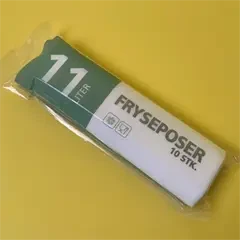 11
LITER
FRYSEPOSER
10 STK.